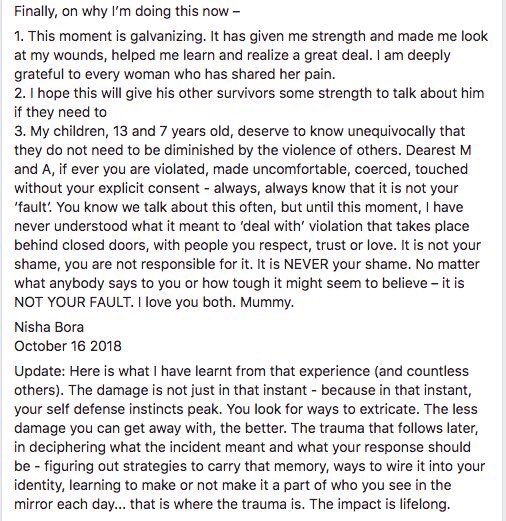 Finally, on why I'm doing this now –
1. This moment is galvanizing. It has given me strength and made me look
at my wounds, helped me learn and realize a great deal. I am deeply
grateful to every woman who has shared her pain.
2. I hope this will give his other survivors some strength to talk about him
if they need to
3. My children, 13 and 7 years old, deserve to know unequivocally that
they do not need to be diminished by the violence of others. Dearest M
and A, if ever you are violated, made uncomfortable, coerced, touched
without your explicit consent - always, always know that it is not your
'fault'. You know we talk about this often, but until this moment, I have
never understood what it meant to 'deal with' violation that takes place
behind closed doors, with people you respect, trust or love. It is not your
shame, you are not responsible for it. It is NEVER your shame. No matter
what anybody says to you or how tough it might seem to believe – it is
NOT YOUR FAULT. I love you both. Mummy.
Nisha Bora
October 16 2018
Update: Here is what I have learnt from that experience (and countless
others). The damage is not just in that instant - because in that instant,
your self defense instincts peak. You look for ways to extricate. The less
damage you can get away with, the better. The trauma that follows later,
in deciphering what the incident meant and what your response should
be - figuring out strategies to carry that memory, ways to wire it into your
identity, learning to make or not make it a part of who you see in the
mirror each day... that is where the trauma is. The impact is lifelong.